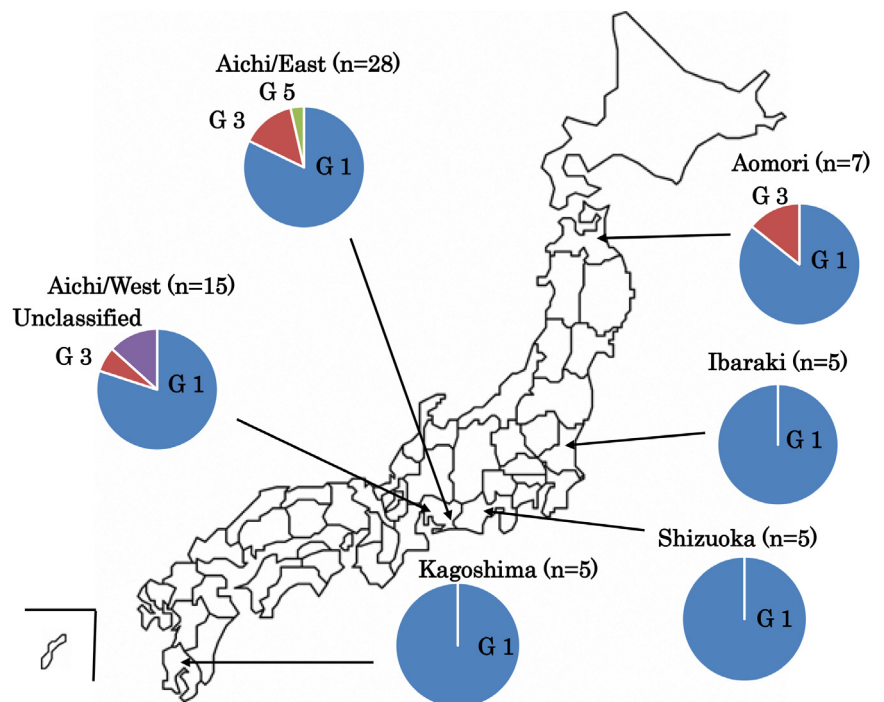 Aichi/East (n=28)
G 5
G 3
G 1
Aomori (n=7)
G 3
G 1
Aichi/West (n=15)
Unclassified
G 3
G 1
Ibaraki (n=5)
G 1
Shizuoka (n=5)
G 1
Kagoshima (n=5)
G 1